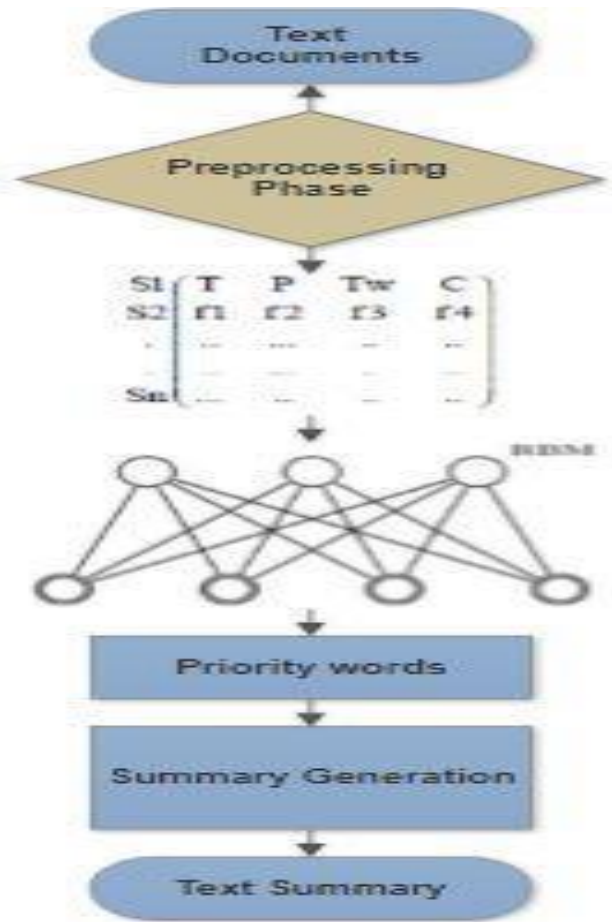 Text
Documents
Preprocessing
Phase
S1 T P Tw C
S2 f1 f2 f3 f4
. ... ... ... ...
. ... ... ... ...
Sn ... ... ... ...
RBM
Priority words
Summary Generation
Text Summary